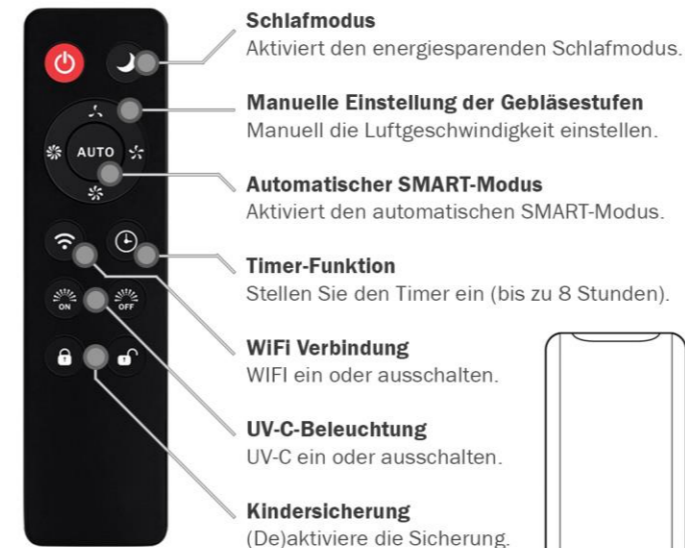 Schlafmodus
Aktiviert den energiesparenden Schlafmodus.
Manuelle Einstellung der Gebläsestufen
Manuell die Luftgeschwindigkeit einstellen.
AUTO
Automatischer SMART-Modus
Aktiviert den automatischen SMART-Modus.
Timer-Funktion
Stellen Sie den Timer ein (bis zu 8 Stunden).
ON
OFF
WiFi Verbindung
WIFI ein oder ausschalten.
UV-C-Beleuchtung
UV-C ein oder ausschalten.
Kindersicherung
(De)aktiviere die Sicherung.